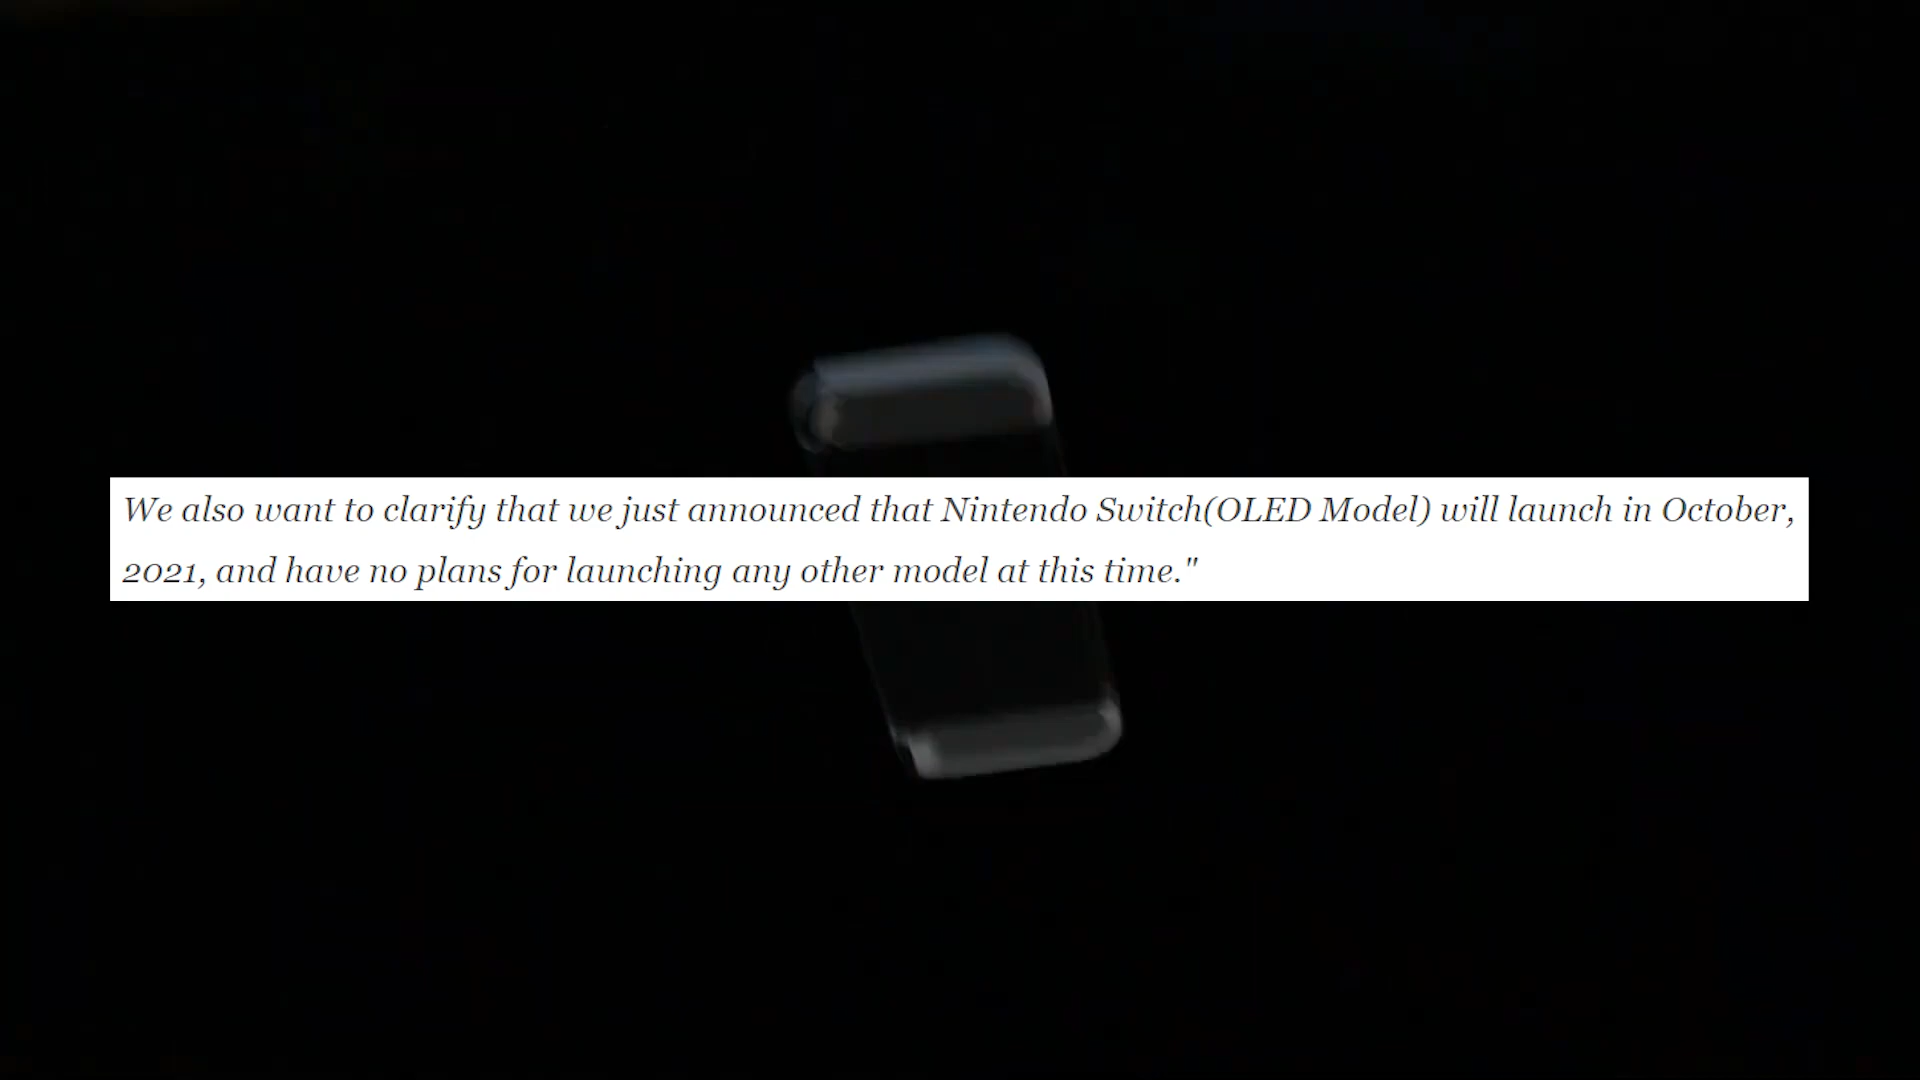 We also want to clarify that we just announced that Nintendo Switch(OLED Model) will launch in October,
2021, and have no plans for launching any other model at this time."